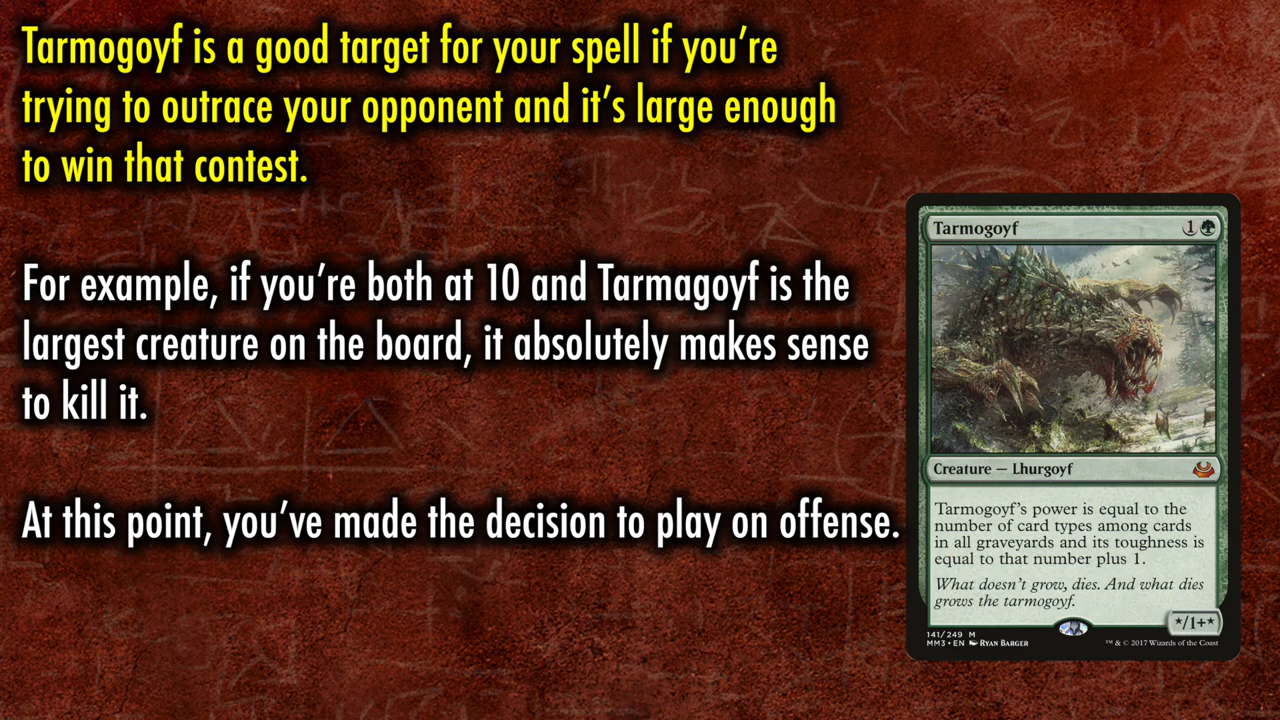 Tarmogoyf is a good target for your spell if you’re
trying to outrace your opponent and it’s large enough
to win that contest.
For example, if you’re both at 10 and Tarmagoyf is the
largest creature on the board, it absolutely makes sense
to kill it.
At this point, you’ve made the decision to play on offense.
Tarmogoyf 1
Creature — Lhurgoyf
Tarmogoyf’s power is equal to the
number of card types among cards
in all graveyards and its toughness is
equal to that number plus 1.
What doesn’t grow, dies. And what dies
grows the tarmogoyf.
*/1+*
141/249 M
MM3 • EN Ryan Barger
™ & © 2017 Wizards of the Coast